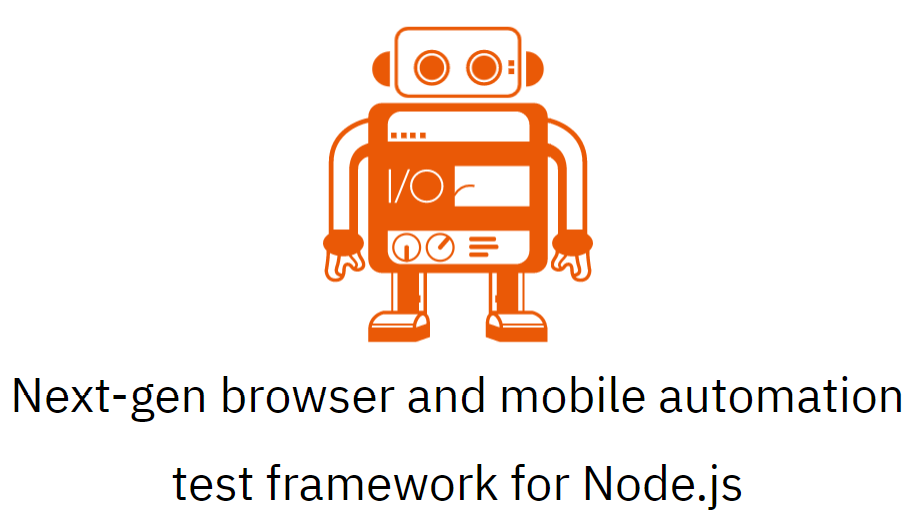 I/O
Next-gen browser and mobile automation
test framework for Node.js